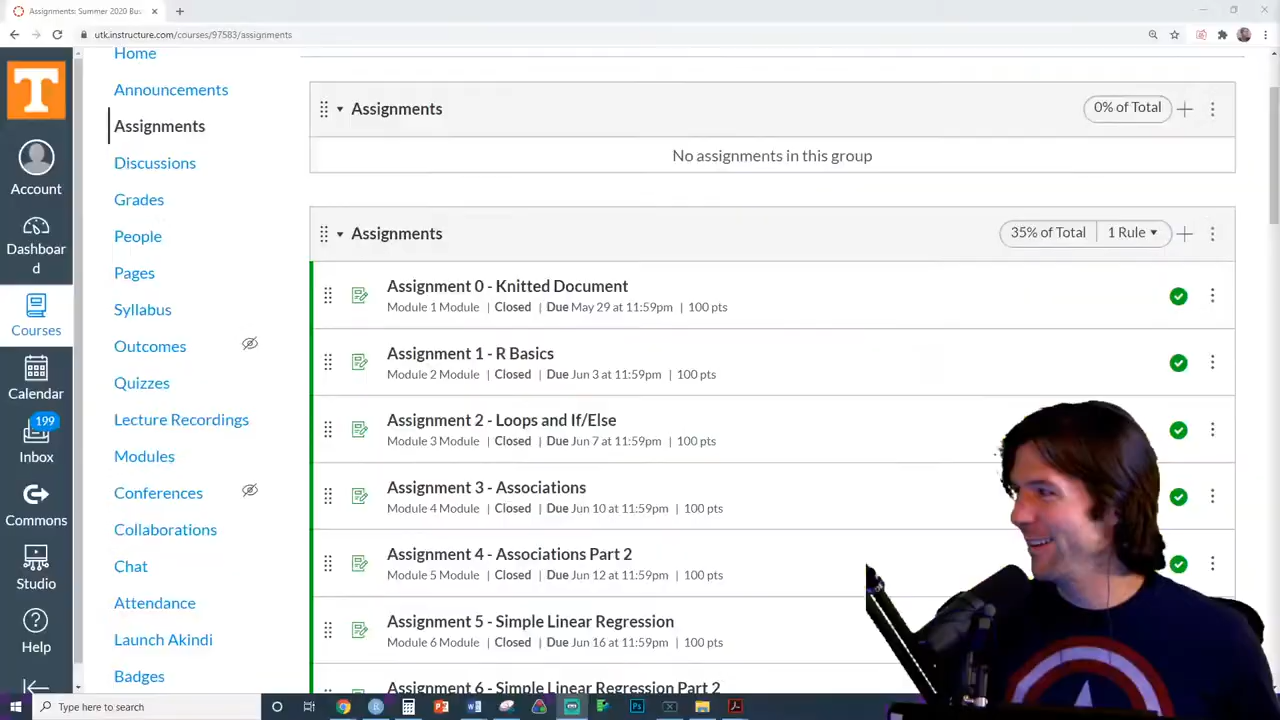 Assignments: Summer 2020 Bus
utk.instructure.com/courses/97583/assignments
T
Account
Dashboar
d
Courses
Calendar
199
Inbox
Commons
Studio
Help
Home
Announcements
Assignments
Discussions
Grades
People
Pages
Syllabus
Outcomes
Quizzes
Lecture Recordings
Modules
Conferences
Collaborations
Chat
Attendance
Launch Akindi
Badges
Assignments
0% of Total
No assignments in this group
Assignments
35% of Total
1 Rule
Assignment 0 - Knitted Document
Module 1 Module | Closed | Due May 29 at 11:59pm | 100 pts
Assignment 1 - R Basics
Module 2 Module | Closed | Due Jun 3 at 11:59pm | 100 pts
Assignment 2 - Loops and If/Else
Module 3 Module | Closed | Due Jun 7 at 11:59pm | 100 pts
Assignment 3 - Associations
Module 4 Module | Closed | Due Jun 10 at 11:59pm | 100 pts
Assignment 4 - Associations Part 2
Module 5 Module | Closed | Due Jun 12 at 11:59pm | 100 pts
Assignment 5 - Simple Linear Regression
Module 6 Module | Closed | Due Jun 16 at 11:59pm | 100 pts
Assignment 6 - Simple Linear Regression Part 2
Type here to search